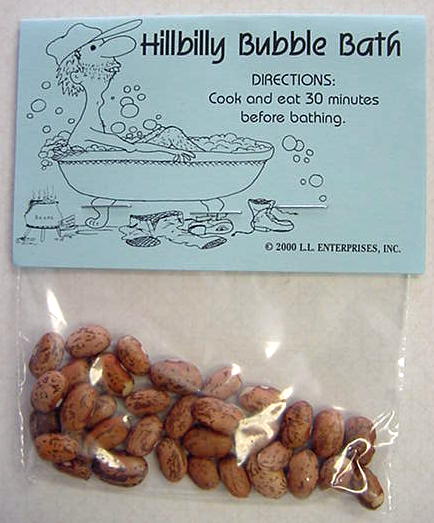 Hillbilly Bubble Bath
DIRECTIONS:
Cook and eat 30 minutes
before bathing.
BEANS
© 2000 L.L. ENTERPRISES, INC.